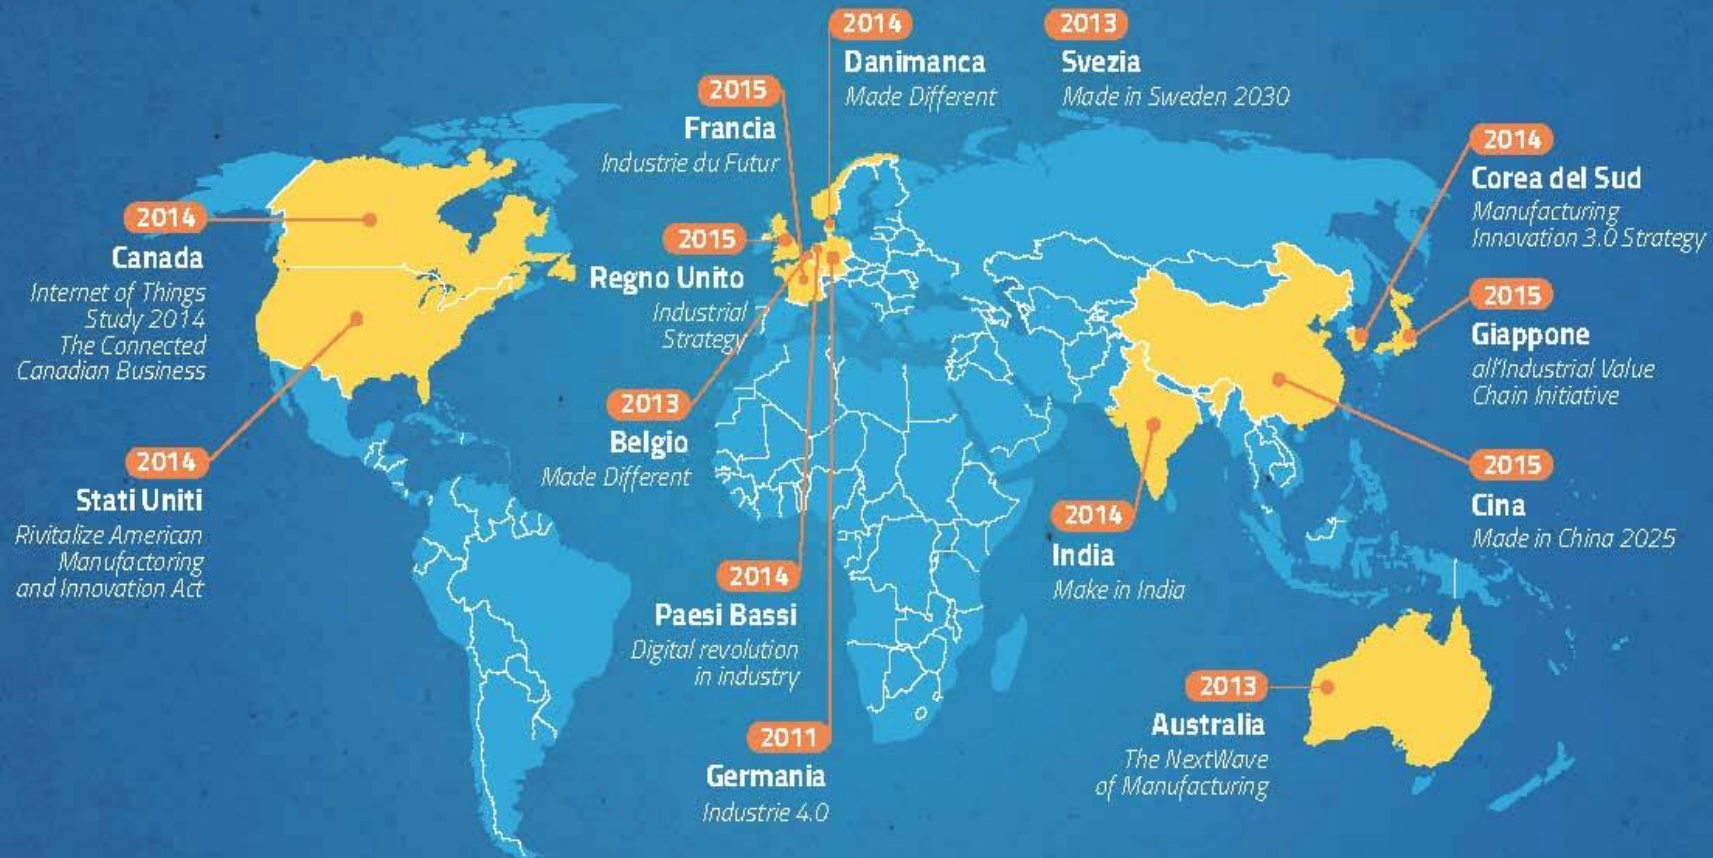 2014
Danimanca
Made Different
2013
Svezia
Made in Sweden 2030
2015
Francia
Industrie du Futur
2014
Corea del Sud
Manufacturing
Innovation 3.0 Strategy
2014
Canada
Internet of Things
Study 2014
The Connected
Canadian Business
2015
Regno Unito
Industrial
Strategy
2015
Giappone
all'Industrial Value
Chain Initiative
2013
Belgio
Made Different
2014
Stati Uniti
Rivitalize American
Manufactoring
and Innovation Act
2015
Cina
Made in China 2025
2014
India
Make in India
2014
Paesi Bassi
Digital revolution
in industry
2013
Australia
The NextWave
of Manufacturing
2011
Germania
Industrie 4.0